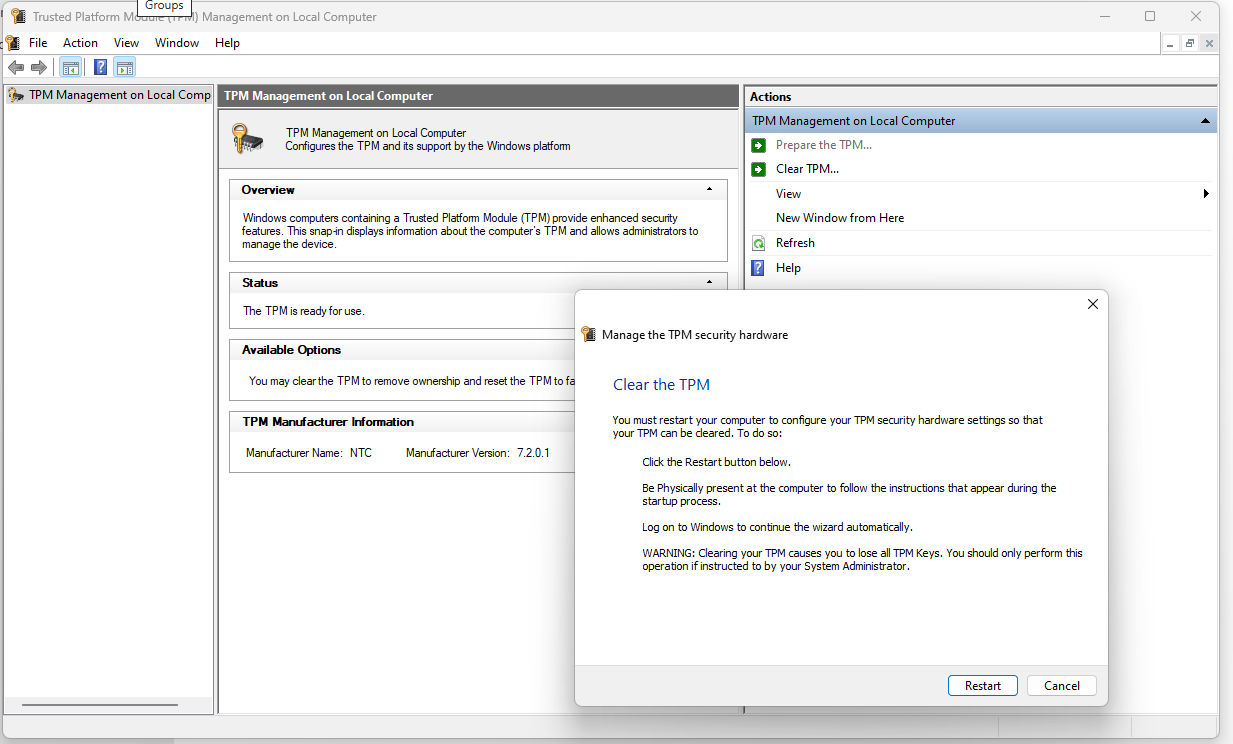 Groups
Trusted Platform Module (TPM) Management on Local Computer
File Action View Window Help
TPM Management on Local Comp
TPM Management on Local Computer
TPM Management on Local Computer
Configures the TPM and its support by the Windows platform
Overview
Windows computers containing a Trusted Platform Module (TPM) provide enhanced security
features. This snap-in displays information about the computer's TPM and allows administrators to
manage the device.
Status
The TPM is ready for use.
Available Options
You may clear the TPM to remove ownership and reset the TPM to fa
TPM Manufacturer Information
Manufacturer Name: NTC Manufacturer Version: 7.2.0.1
Actions
TPM Management on Local Computer
Prepare the TPM...
Clear TPM...
View
New Window from Here
Refresh
Help
Manage the TPM security hardware
Clear the TPM
You must restart your computer to configure your TPM security hardware settings so that
your TPM can be cleared. To do so:
Click the Restart button below.
Be Physically present at the computer to follow the instructions that appear during the
startup process.
Log on to Windows to continue the wizard automatically.
WARNING: Clearing your TPM causes you to lose all TPM Keys. You should only perform this
operation if instructed to by your System Administrator.
Restart Cancel